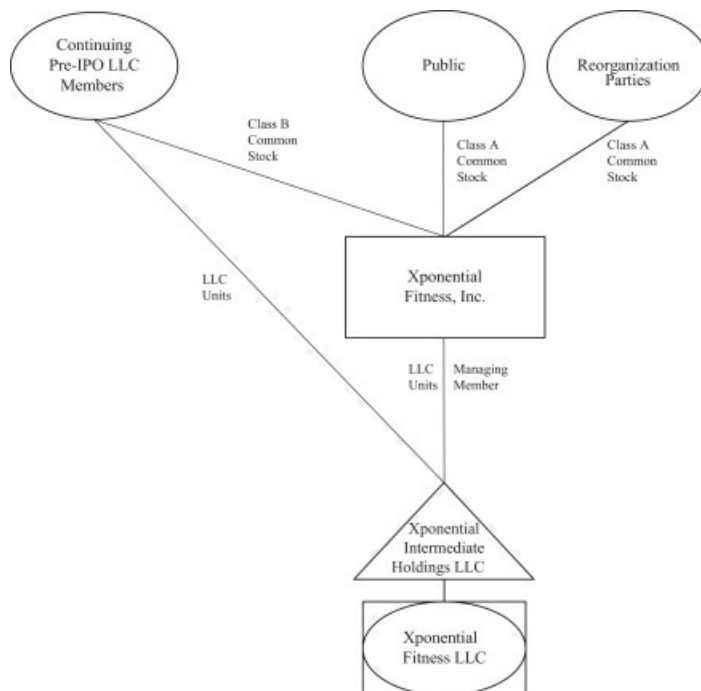 Continuing
Pre-IPO LLC
Members
Public
Reorganization
Parties
Class B
Common
Stock
Class A
Common
Stock
Class A
Common
Stock
LLC
Units
Xponential
Fitness, Inc.
LLC
Units
Managing
Member
Xponential
Intermediate
Holdings LLC
Xponential
Fitness LLC